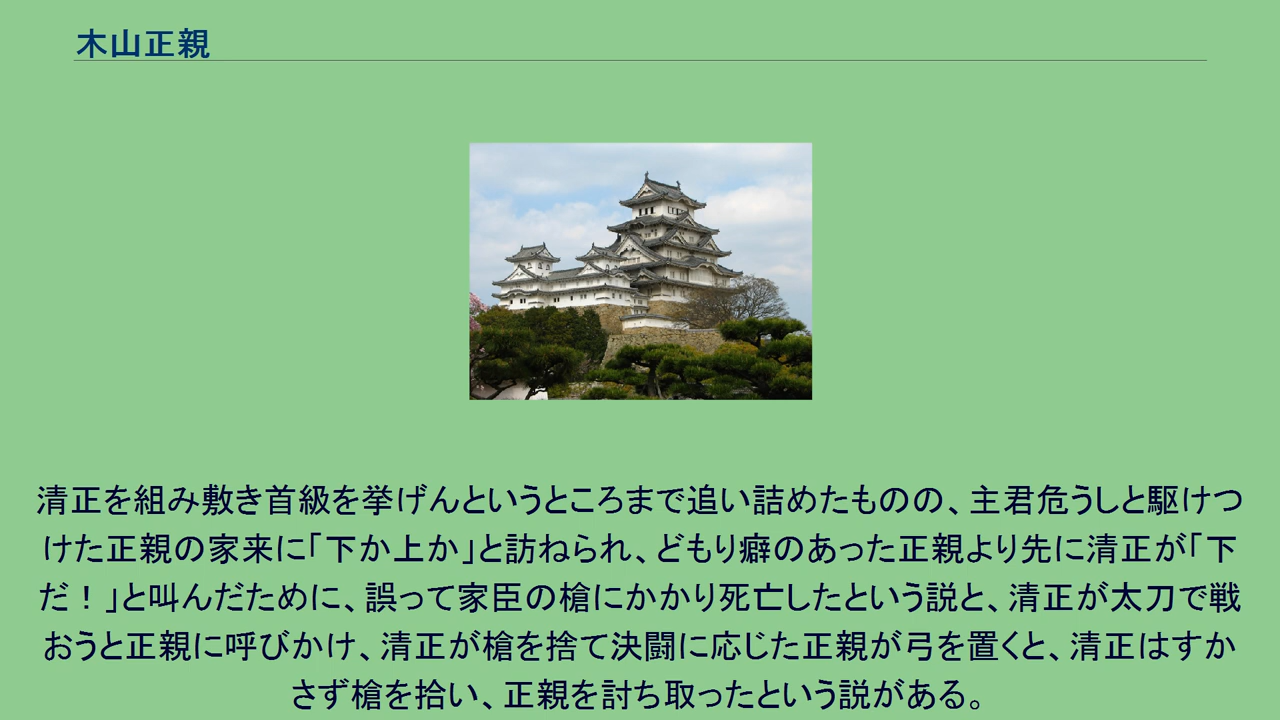 木山正親
清正を組み敷き首級を挙げんというところまで追い詰めたものの、主君危うしと駆けつ
けた正親の家来に｢下か上か｣と訪ねられ、どもり癖のあった正親より先に清正が｢下
だ！｣と叫んだために、誤って家臣の槍にかかり死亡したという説と、清正が太刀で戦
おうと正親に呼びかけ、清正が槍を捨て決闘に応じた正親が弓を置くと、清正はすか
さず槍を拾い、正親を討ち取ったという説がある。